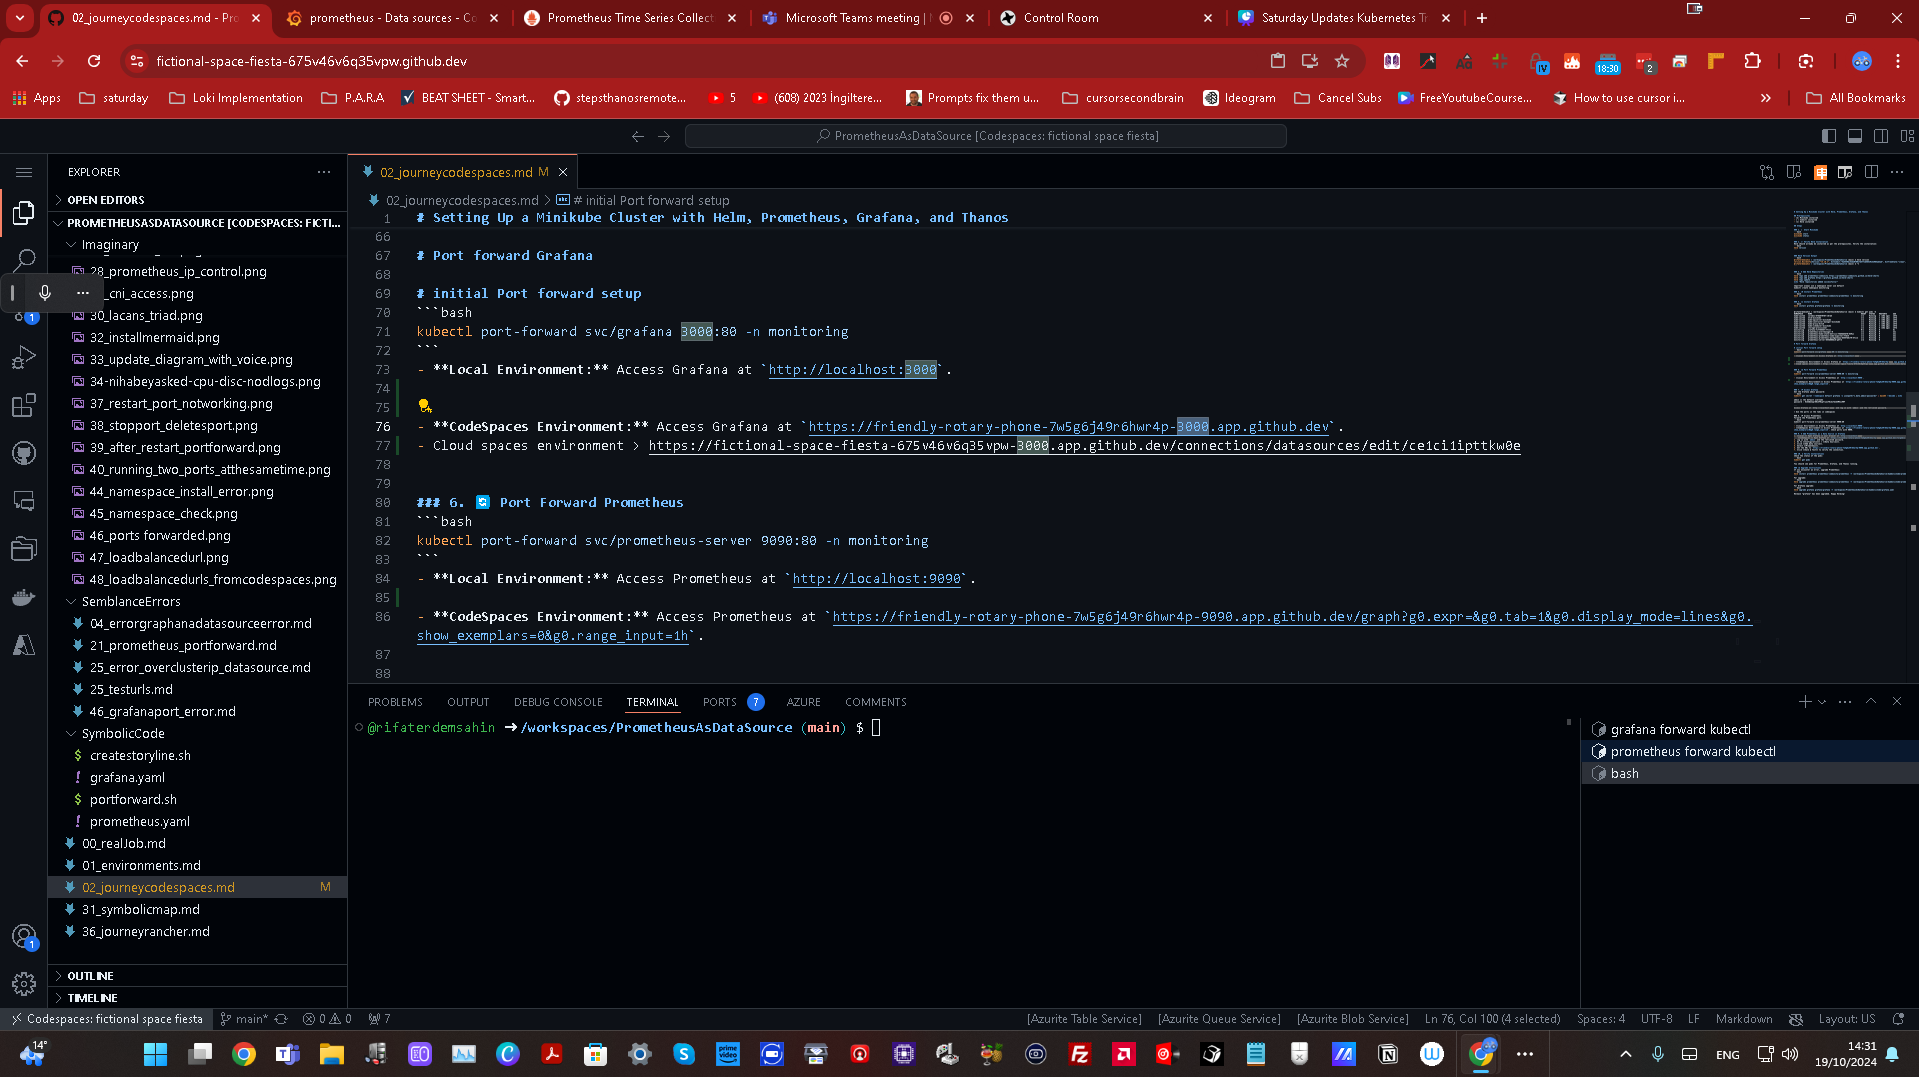 02_journeycodespaces.md - Pro
prometheus - Data sources - Co
Prometheus Time Series Collect
Microsoft Teams meeting |
Control Room
Saturday Updates Kubernetes Tr
fictional-space-fiesta-675v46v6q35vpw.github.dev
IV
18:30
2
Apps
saturday
Loki Implementation
P.A.R.A
BEAT SHEET - Smart...
stepsthanosremote...
5
(608) 2023 İngiltere...
Prompts fix them u...
cursorsecondbrain
Ideogram
Cancel Subs
FreeYoutubeCourse...
How to use cursor i...
All Bookmarks
PrometheusAsDataSource [Codespaces: fictional space fiesta]
EXPLORER
OPEN EDITORS
PROMETHEUSASDATASOURCE [CODESPACES: FICTI...
Imaginary
28_prometheus_ip_control.png
_cni_access.png
30_lacans_triad.png
32_installmermaid.png
33_update_diagram_with_voice.png
34-nihabeyasked-cpu-disc-nodlogs.png
37_restart_port_notworking.png
38_stopport_deletesport.png
39_after_restart_portforward.png
40_running_two_ports_atthesametime.png
44_namespace_install_error.png
45_namespace_check.png
46_ports forwarded.png
47_loadbalancedurl.png
48_loadbalancedurls_fromcodespaces.png
SemblanceErrors
04_errorgraphanadatasourceerror.md
21_prometheus_portforward.md
25_error_overclusterip_datasource.md
25_testurls.md
46_grafanaport_error.md
SymbolicCode
createstoryline.sh
grafana.yaml
portforward.sh
prometheus.yaml
00_realJob.md
01_environments.md
02_journeycodespaces.md M
31_symbolicmap.md
36_journeyrancher.md
OUTLINE
TIMELINE
1
1
02_journeycodespaces.md M
02_journeycodespaces.md > # initial Port forward setup
1 # Setting Up a Minikube Cluster with Helm, Prometheus, Grafana, and Thanos
66
67 # Port forward Grafana
68
69 # initial Port forward setup
70 ```bash
71 kubectl port-forward svc/grafana 3000:80 -n monitoring
72 ```
73 - **Local Environment:** Access Grafana at `http://localhost:3000`.
74
75
76 - **CodeSpaces Environment:** Access Grafana at `https://friendly-rotary-phone-7w5g6j49r6hwr4p-3000.app.github.dev`.
77 - Cloud spaces environment > https://fictional-space-fiesta-675v46v6q35vpw-3000.app.github.dev/connections/datasources/edit/ce1ci1ipttkw0e
78
79
80 ### 6. 🔄 Port Forward Prometheus
81 ```bash
82 kubectl port-forward svc/prometheus-server 9090:80 -n monitoring
83 ```
84 - **Local Environment:** Access Prometheus at `http://localhost:9090`.
85
86 - **CodeSpaces Environment:** Access Prometheus at `https://friendly-rotary-phone-7w5g6j49r6hwr4p-9090.app.github.dev/graph?g0.expr=&g0.tab=1&g0.display_mode=lines&g0.
show_exemplars=0&g0.range_input=1h`.
87
88
PROBLEMS
OUTPUT
DEBUG CONSOLE
TERMINAL
PORTS 7
AZURE
COMMENTS
@rifaterdemsahin ➜/workspaces/PrometheusAsDataSource (main) $
grafana forward kubectl
prometheus forward kubectl
bash
Codespaces: fictional space fiesta
main*
0
0
7
[Azurite Table Service]
[Azurite Queue Service]
[Azurite Blob Service]
Ln 76, Col 100 (4 selected)
Spaces: 4
UTF-8
LF
Markdown
Layout: US
14°
ENG
14:31
19/10/2024